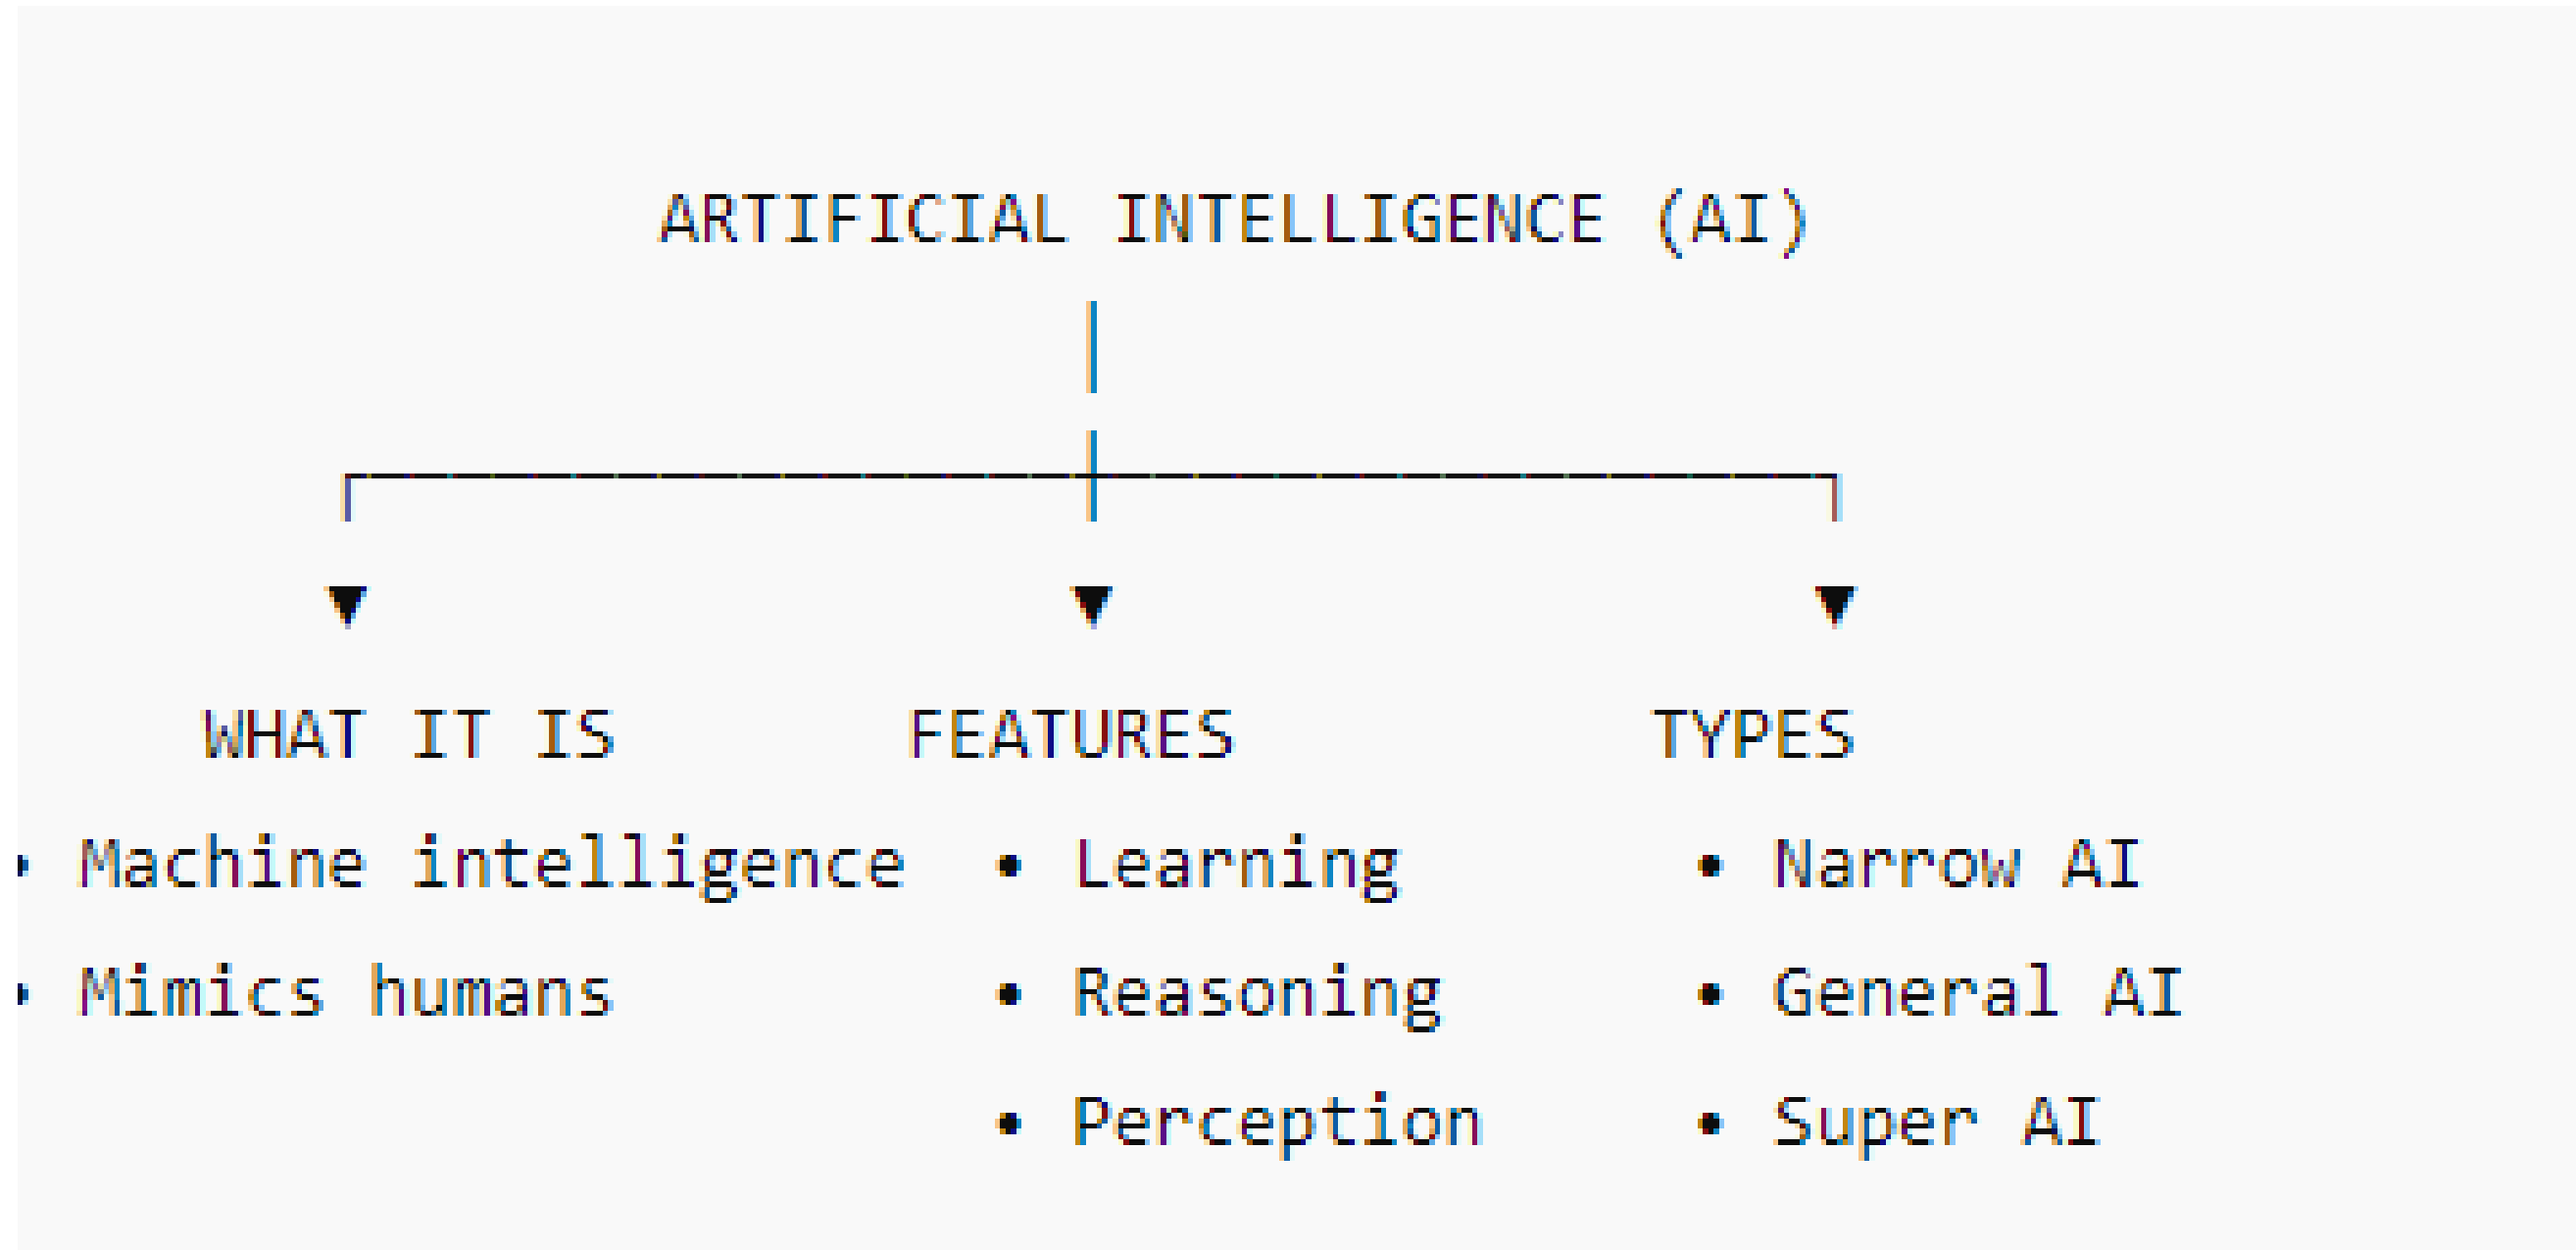 ARTIFICIAL INTELLIGENCE (AI)
WHAT IT IS FEATURES TYPES
• Machine intelligence • Learning • Narrow AI
• Mimics humans • Reasoning • General AI
• Perception • Super AI